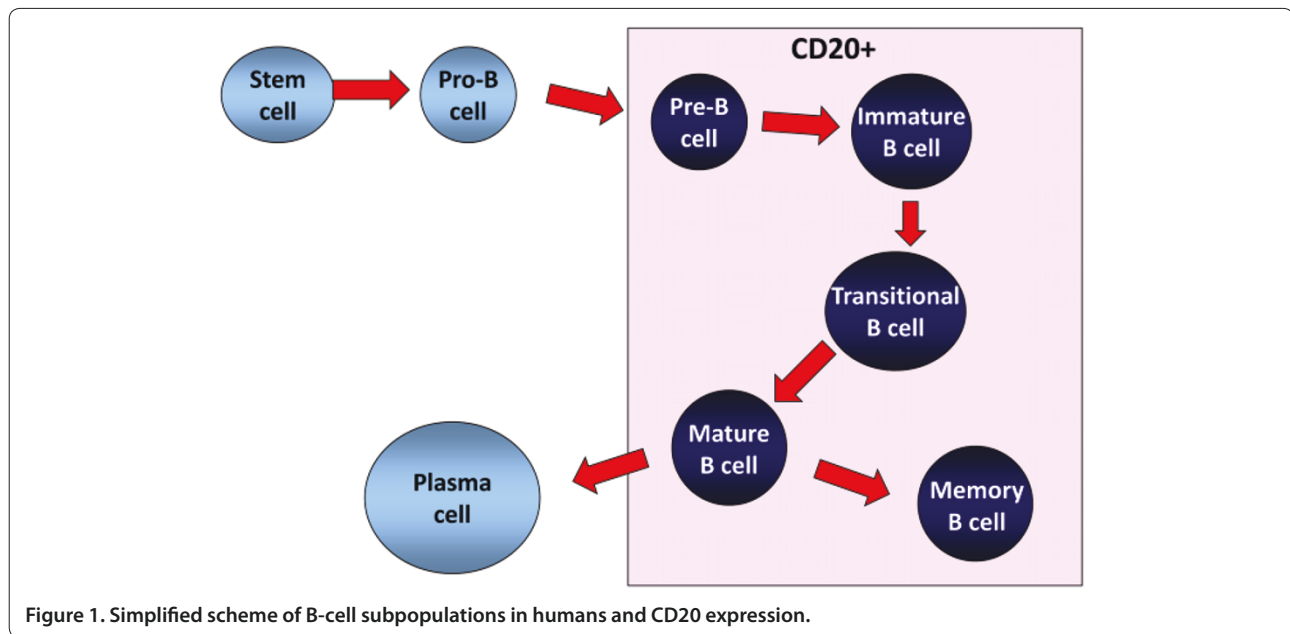 CD20+
Stem
cell
Pro-B
cell
Pre-B
cell
Immature
B cell
Transitional
B cell
Mature
B cell
Plasma
cell
Memory
B cell
Figure 1. Simplified scheme of B-cell subpopulations in humans and CD20 expression.